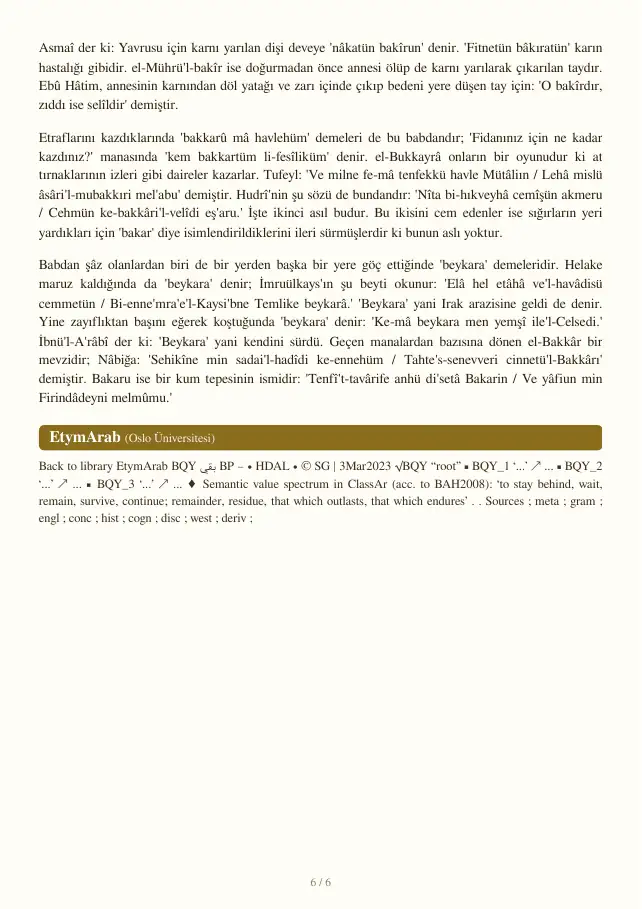 Asmaî der ki: Yavrusu için karnı yarılan dişi deveye 'nâkatün bakîrun' denir. 'Fitnetün bâkıratün' karın
hastalığı gibidir. el-Mührü'l-bakîr ise doğurmadan önce annesi ölüp de karnı yarılarak çıkarılan taydır.
Ebû Hâtim, annesinin karnından döl yatağı ve zarı içinde çıkıp bedeni yere düşen tay için: 'O bakîrdır,
zıddı ise selîldir' demiştir.
Etraflarını kazdıklarında 'bakkarû mâ havlehüm' demeleri de bu babdandır; 'Fidanınız için ne kadar
kazdınız?' manasında 'kem bakkartüm li-fesîliküm' denir. el-Bukkayrâ onların bir oyunudur ki at
tırnaklarının izleri gibi daireler kazarlar. Tufeyl: 'Ve milne fe-mâ tenfekkü havle Mütâliın / Lehâ mislü
âsâri'l-mubakkıri mel'abu' demiştir. Hudrî'nin şu sözü de bundandır: 'Nîta bi-hıkveyhâ cemîşün akmeru
/ Cehmün ke-bakkâri'l-velîdi eş'aru.' İşte ikinci asıl budur. Bu ikisini cem edenler ise sığırların yeri
yardıkları için 'bakar' diye isimlendirildiklerini ileri sürmüşlerdir ki bunun aslı yoktur.
Babdan şâz olanlardan biri de bir yerden başka bir yere göç ettiğinde 'beykara' demeleridir. Helake
maruz kaldığında da 'beykara' denir; İmruülkays'ın şu beyti okunur: 'Elâ hel etâhâ ve'l-havâdisü
cemmetün / Bi-enne'mra'e'l-Kaysi'bne Temlike beykarâ.' 'Beykara' yani Irak arazisine geldi de denir.
Yine zayıflıktan başını eğerek koştuğunda 'beykara' denir: 'Ke-mâ beykara men yemşî ile'l-Celsedi.'
İbnü'l-A'râbî der ki: 'Beykara' yani kendini sürdü. Geçen manalardan bazısına dönen el-Bakkâr bir
mevzidir; Nâbiğa: 'Sehikîne min sadai'l-hadîdi ke-ennehüm / Tahte's-senevveri cinnetü'l-Bakkârı'
demiştir. Bakaru ise bir kum tepesinin ismidir: 'Tenfî't-tavârife anhü di'setâ Bakarin / Ve yâfiun min
Firindâdeyni melmûmu.'
EtymArab (Oslo Üniversitesi)
Back to library EtymArab BQY بقي BP – • HDAL • © SG | 3Mar2023 √BQY “root” ▪ BQY_1 ‘...’ ↗ ... ▪ BQY_2
‘...’ ↗ ... ▪ BQY_3 ‘...’ ↗ ... ♦ Semantic value spectrum in ClassAr (acc. to BAH2008): ‘to stay behind, wait,
remain, survive, continue; remainder, residue, that which outlasts, that which endures’ . . Sources ; meta ; gram ;
engl ; conc ; hist ; cogn ; disc ; west ; deriv ;
6 / 6